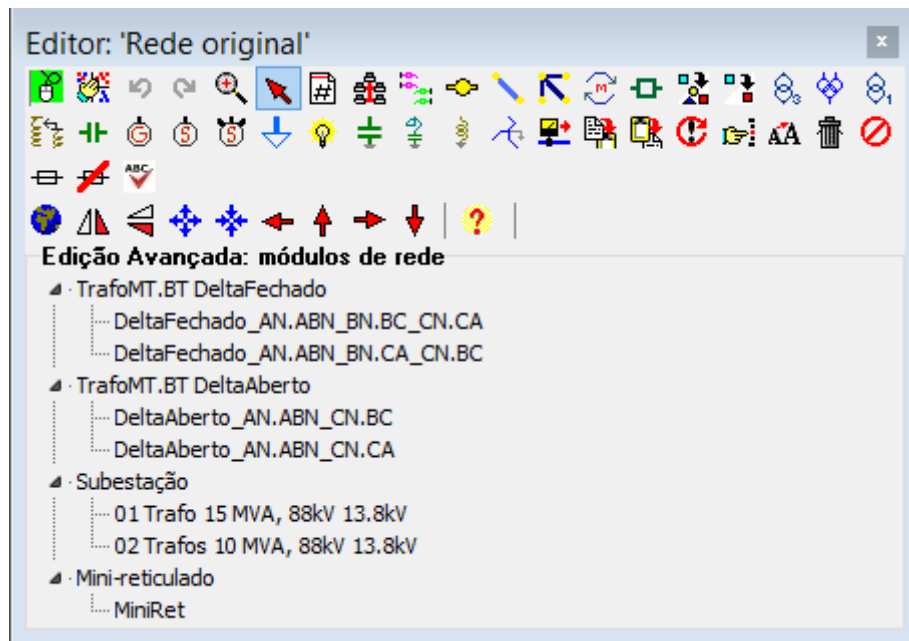 Editor: 'Rede original'
Edição Avançada: módulos de rede
TrafoMT.BT DeltaFechado
DeltaFechado_AN.ABN_BN.BC_CN.CA
DeltaFechado_AN.ABN_BN.CA_CN.BC
TrafoMT.BT DeltaAberto
DeltaAberto_AN.ABN_CN.BC
DeltaAberto_AN.ABN_CN.CA
Subestação
01 Trafo 15 MVA, 88kV 13.8kV
02 Trafos 10 MVA, 88kV 13.8kV
Mini-reticulado
MiniRet